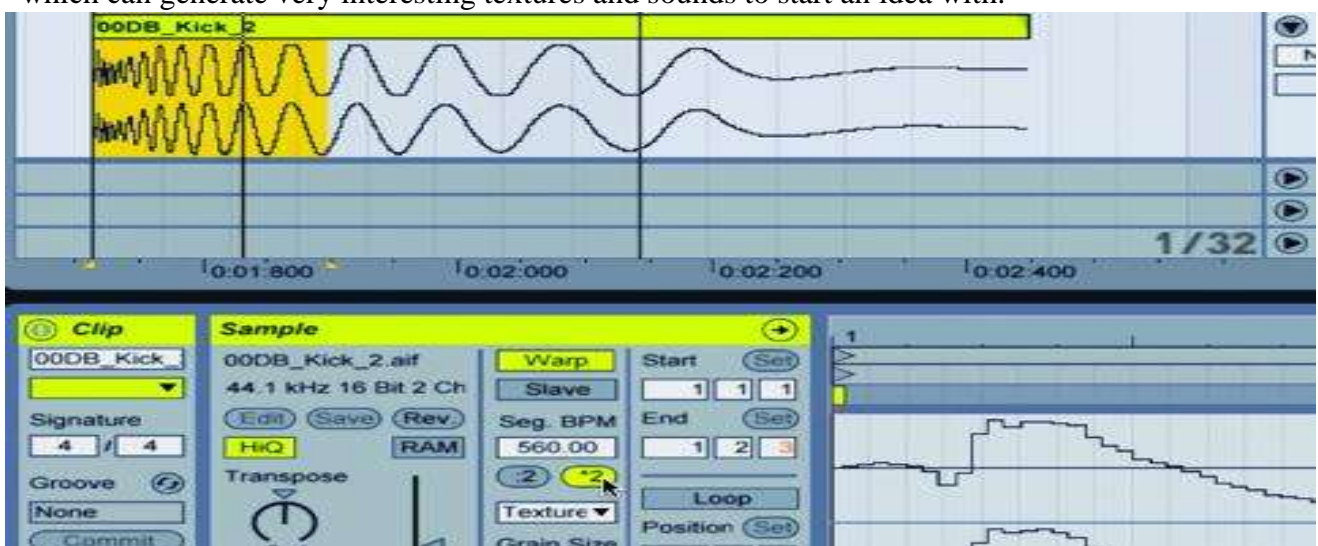 which can generate very interesting textures and sounds to start an idea with.
00DB_Kick_2
1/32
0:01:800 0:02:000 0:02:200 0:02:400
Clip
00DB_Kick_
Signature
4 / 4
Groove
None
Commit
Sample
00DB_Kick_2.aif
44.1 kHz 16 Bit 2 Ch
Edit Save Rev.
HiQ RAM
Transpose
Warp
Slave
Seg. BPM
560.00
:2 *2
Texture
Grain Size
Start Set
1 1 1
End Set
1 2 3
Loop
Position Set
1